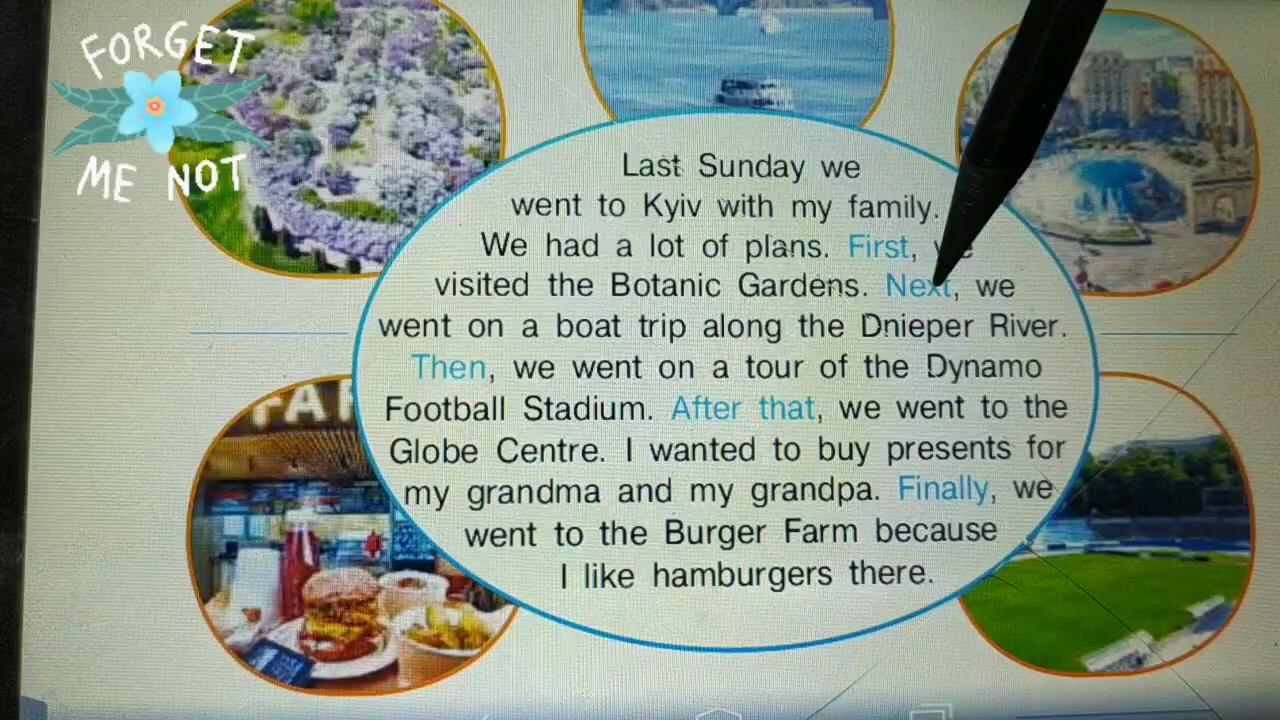 FORGET
ME NOT
Last Sunday we
went to Kyiv with my family.
We had a lot of plans. First,
visited the Botanic Gardens. Next, we
went on a boat trip along the Dnieper River.
Then, we went on a tour of the Dynamo
Football Stadium. After that, we went to the
Globe Centre. I wanted to buy presents for
my grandma and my grandpa. Finally, we
went to the Burger Farm because
I like hamburgers there.